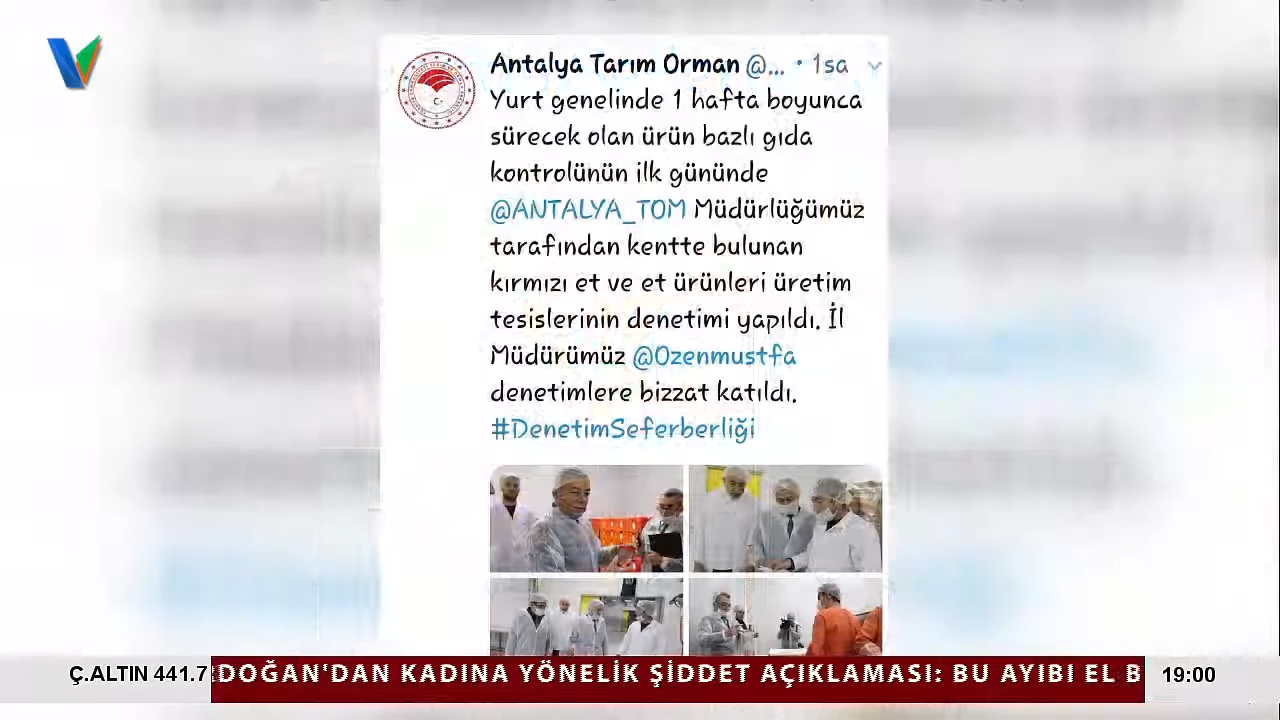 Antalya Tarım Orman @... · 1sa
Yurt genelinde 1 hafta boyunca
sürecek olan ürün bazlı gıda
kontrolünün ilk gününde
@ANTALYA_TOM Müdürlüğümüz
tarafından kentte bulunan
kırmızı et ve et ürünleri üretim
tesislerinin denetimi yapıldı. İl
Müdürümüz @Ozenmustfa
denetimlere bizzat katıldı.
#DenetimSeferberliği
Ç.ALTIN 441.7 DOĞAN'DAN KADINA YÖNELİK ŞİDDET AÇIKLAMASI: BU AYIBI EL B 19:00